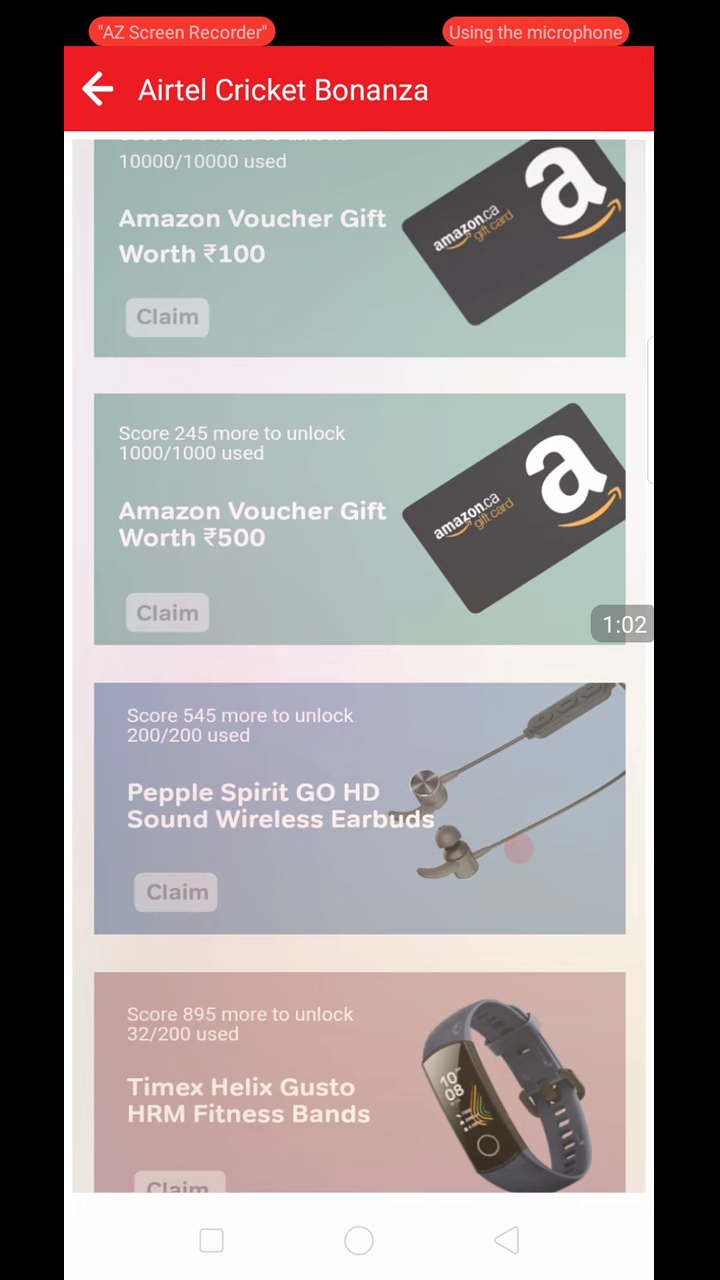 "AZ Screen Recorder"
Using the microphone
Airtel Cricket Bonanza
10000/10000 used
Amazon Voucher Gift
Worth ₹100
amazon.ca
gift card
a
Claim
Score 245 more to unlock
1000/1000 used
Amazon Voucher Gift
Worth ₹500
amazon.ca
gift card
a
Claim
1:02
Score 545 more to unlock
200/200 used
Pepple Spirit GO HD
Sound Wireless Earbuds
Claim
Score 895 more to unlock
32/200 used
10
08
Timex Helix Gusto
HRM Fitness Bands
Claim